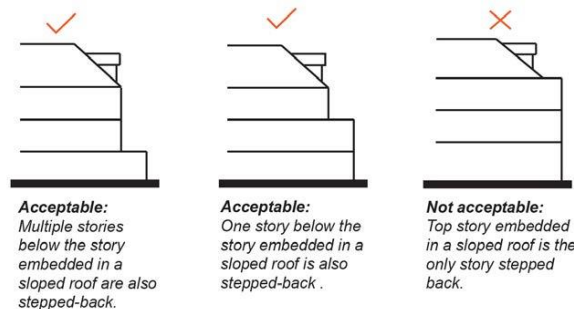 Acceptable:
Multiple stories
below the story
embedded in a
sloped roof are also
stepped-back.
Acceptable:
One story below the
story embedded in a
sloped roof is also
stepped-back .
Not acceptable:
Top story embedded
in a sloped roof is the
only story stepped
back.